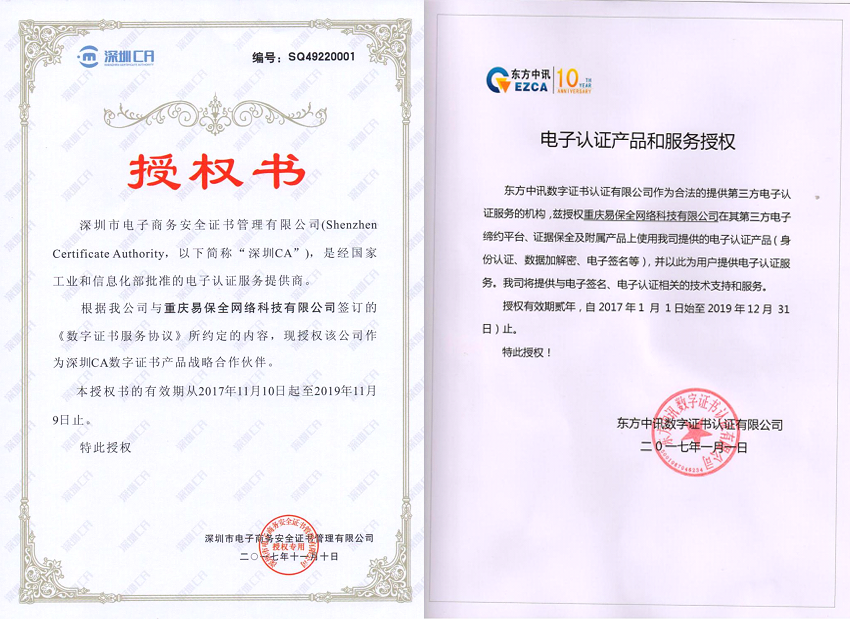 深圳CA
编号：SQ49220001
授权书
深圳市电子商务安全证书管理有限公司(Shenzhen
Certificate Authority，以下简称“深圳CA”)，是经国家
工业和信息化部批准的电子认证服务提供商。
根据我公司与重庆易保全网络科技有限公司签订的
《数字证书服务协议》所约定的内容，现授权该公司作
为深圳CA数字证书产品战略合作伙伴。
本授权书的有效期从2017年11月10日起至2019年11月
9日止。
特此授权
深圳市电子商务安全证书管理有限公司
授权专用
二〇一七年十一月十日
东方中讯
EZCA
10TH
YEAR
ANNIVERSARY
电子认证产品和服务授权
东方中讯数字证书认证有限公司作为合法的提供第三方电子认
证服务的机构，兹授权重庆易保全网络科技有限公司在其第三方电子
缔约平台、证据保全及附属产品上使用我司提供的电子认证产品（身
份认证、数据加解密、电子签名等），并以此为用户提供电子认证服
务。我司将提供与电子签名、电子认证相关的技术支持和服务。
授权有效期贰年，自 2017 年 1 月 1 日始至 2019 年 12 月 31
日）止。
特此授权！
东方中讯数字证书认证有限公司
二 0 一七年一月一日